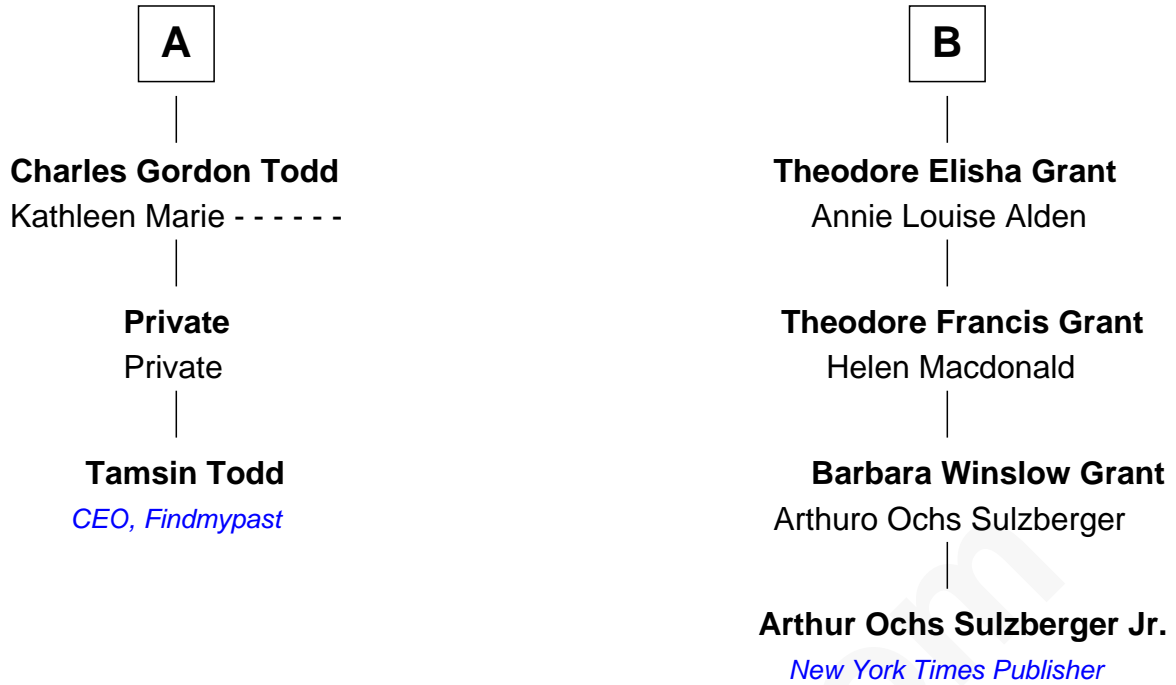 A
Charles Gordon Todd
Kathleen Marie - - - - - -
Private
Private
Tamsin Todd
CEO, Findmypast
B
Theodore Elisha Grant
Annie Louise Alden
Theodore Francis Grant
Helen Macdonald
Barbara Winslow Grant
Arthuro Ochs Sulzberger
Arthur Ochs Sulzberger Jr.
New York Times Publisher